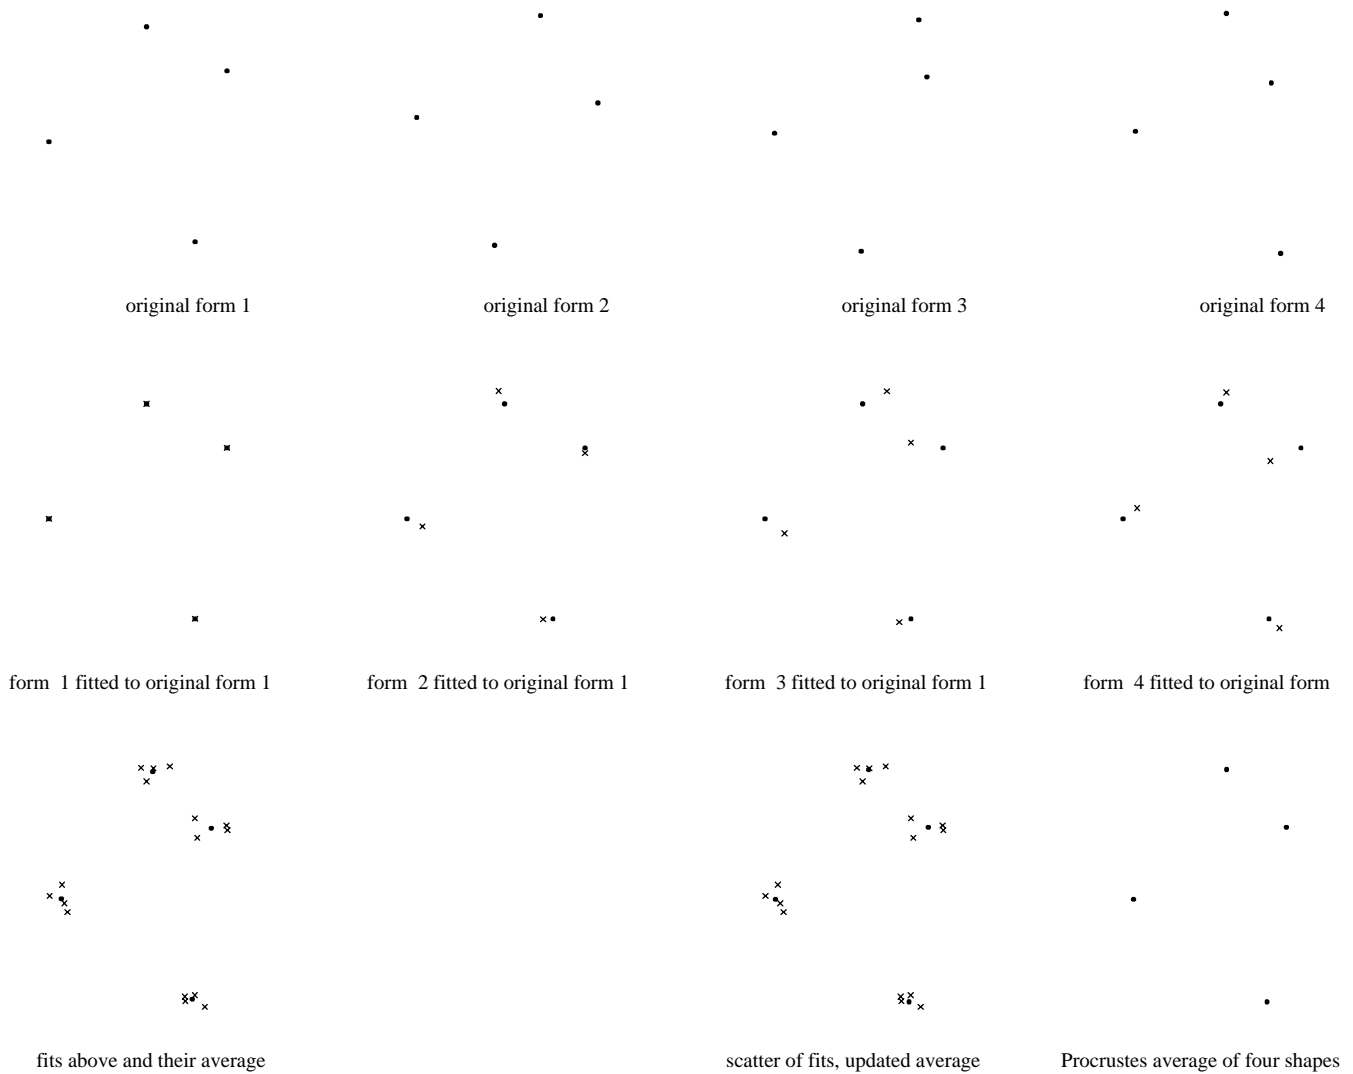 original form 1
original form 2
original form 3
original form 4
form 1 fitted to original form 1
form 2 fitted to original form 1
form 3 fitted to original form 1
form 4 fitted to original form
fits above and their average
scatter of fits, updated average
Procrustes average of four shapes